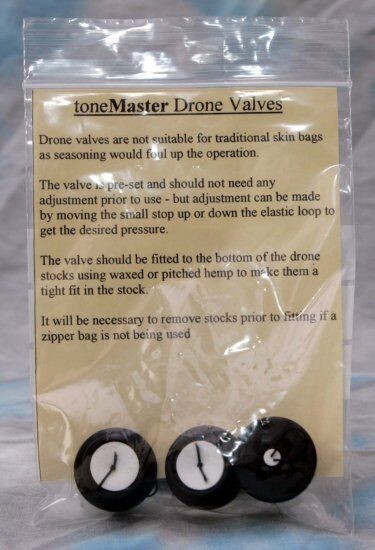 toneMaster Drone Valves
Drone valves are not suitable for traditional skin bags
as seasoning would foul up the operation.
The valve is pre-set and should not need any
adjustment prior to use - but adjustment can be made
by moving the small stop up or down the elastic loop to
get the desired pressure.
The valve should be fitted to the bottom of the drone
stocks using waxed or pitched hemp to make them a
tight fit in the stock.
It will be necessary to remove stocks prior to fitting if a
zipper bag is not being used